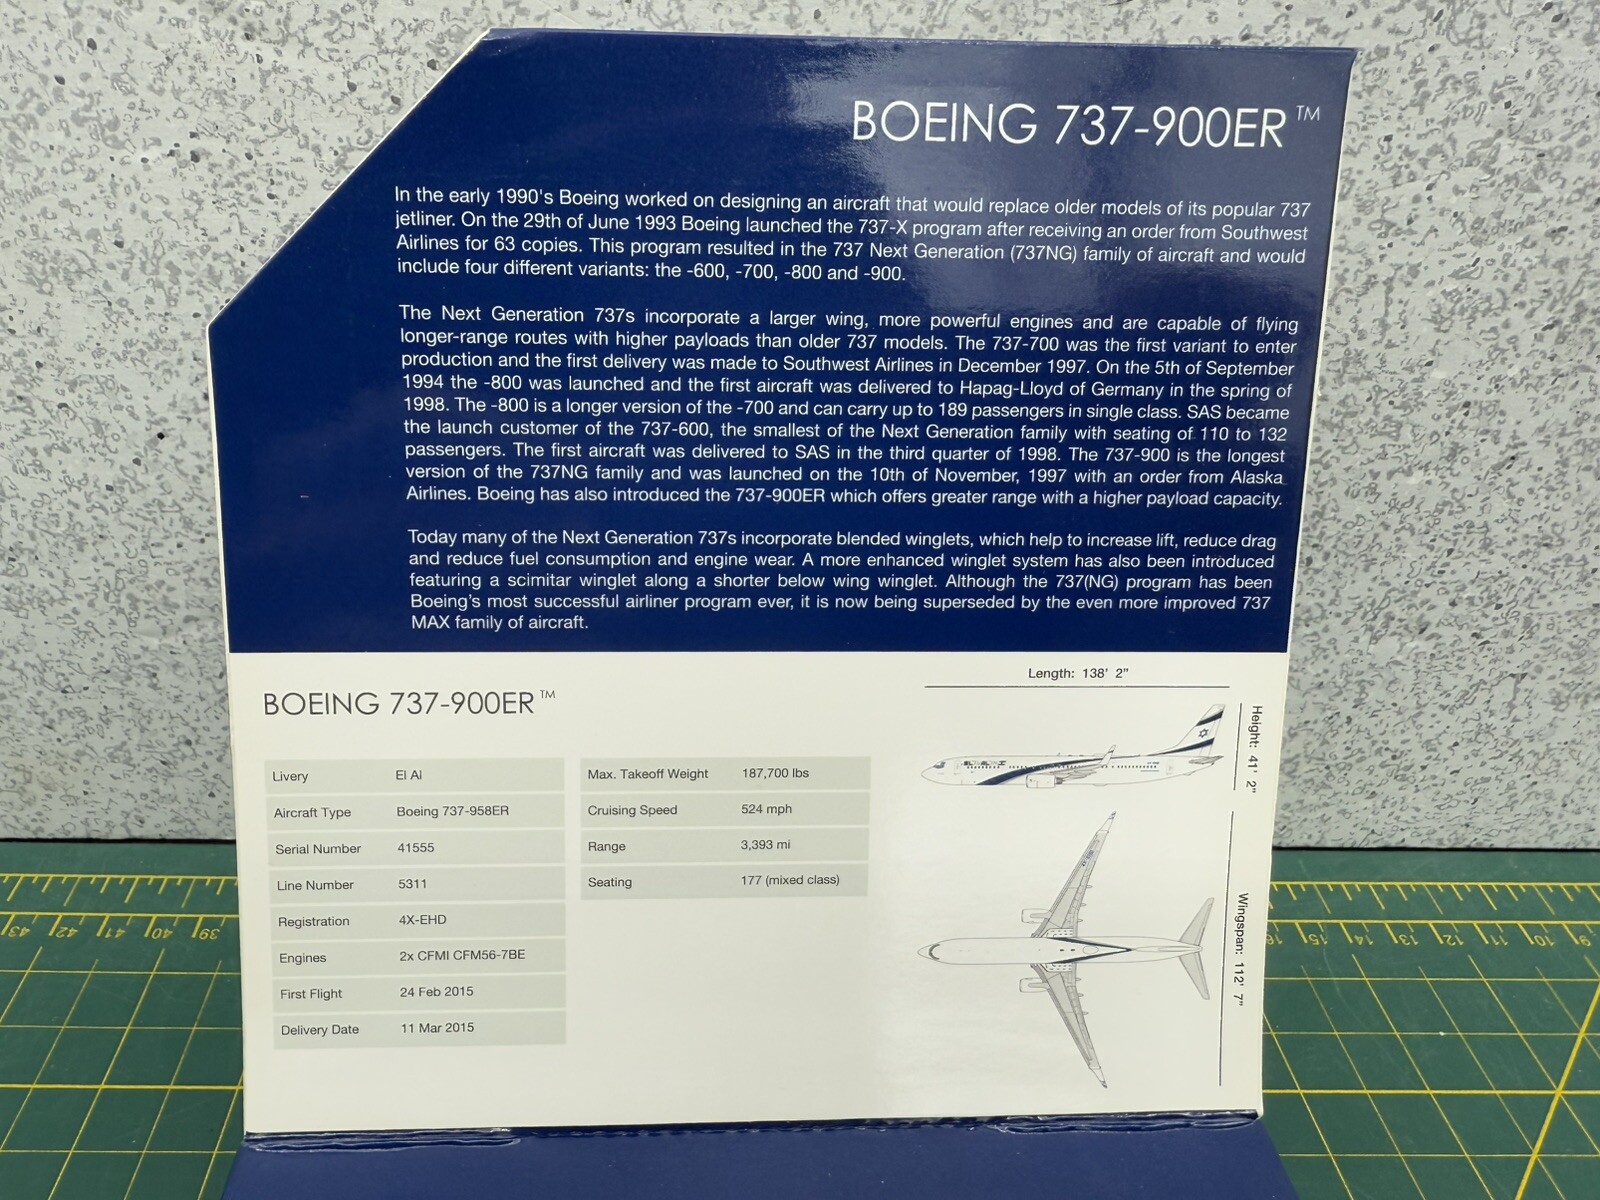 BOEING 737-900ER™
In the early 1990's Boeing worked on designing an aircraft that would replace older models of its popular 737
jetliner. On the 29th of June 1993 Boeing launched the 737-X program after receiving an order from Southwest
Airlines for 63 copies. This program resulted in the 737 Next Generation (737NG) family of aircraft and would
include four different variants: the -600, -700, -800 and -900.
The Next Generation 737s incorporate a larger wing, more powerful engines and are capable of flying
longer-range routes with higher payloads than older 737 models. The 737-700 was the first variant to enter
production and the first delivery was made to Southwest Airlines in December 1997. On the 5th of September
1994 the -800 was launched and the first aircraft was delivered to Hapag-Lloyd of Germany in the spring of
1998. The -800 is a longer version of the -700 and can carry up to 189 passengers in single class. SAS became
the launch customer of the 737-600, the smallest of the Next Generation family with seating of 110 to 132
passengers. The first aircraft was delivered to SAS in the third quarter of 1998. The 737-900 is the longest
version of the 737NG family and was launched on the 10th of November, 1997 with an order from Alaska
Airlines. Boeing has also introduced the 737-900ER which offers greater range with a higher payload capacity.
Today many of the Next Generation 737s incorporate blended winglets, which help to increase lift, reduce drag
and reduce fuel consumption and engine wear. A more enhanced winglet system has also been introduced
featuring a scimitar winglet along a shorter below wing winglet. Although the 737(NG) program has been
Boeing's most successful airliner program ever, it is now being superseded by the even more improved 737
MAX family of aircraft.
BOEING 737-900ER™
Livery El Al
Aircraft Type Boeing 737-958ER
Serial Number 41555
Line Number 5311
Registration 4X-EHD
Engines 2x CFMI CFM56-7BE
First Flight 24 Feb 2015
Delivery Date 11 Mar 2015
Max. Takeoff Weight 187,700 lbs
Cruising Speed 524 mph
Range 3,393 mi
Seating 177 (mixed class)
Length: 138' 2"
Height: 41' 2"
Wingspan: 112' 7"
43 42 41 40 39
16 15 14 13 12 11 10 9